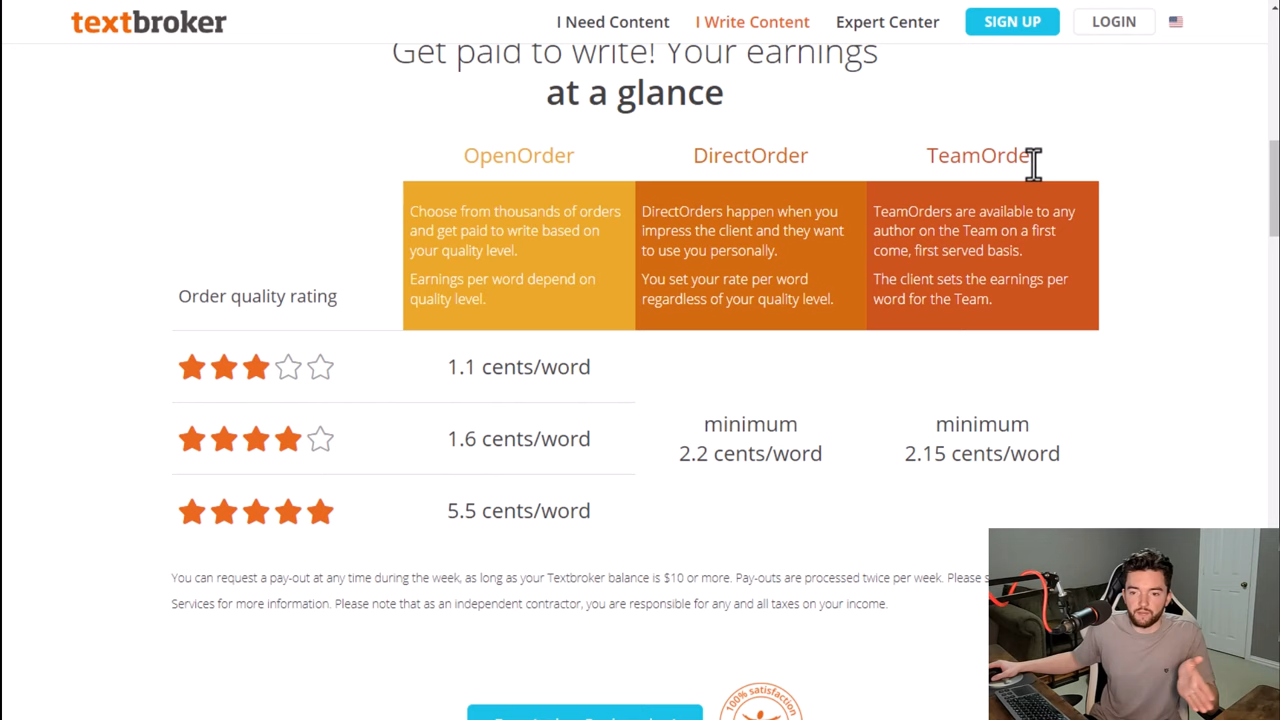 textbroker
I Need Content
I Write Content
Expert Center
SIGN UP
LOGIN
Get paid to write! Your earnings
at a glance
OpenOrder
DirectOrder
TeamOrde
Order quality rating
Choose from thousands of orders
and get paid to write based on
your quality level.
Earnings per word depend on
quality level.
DirectOrders happen when you
impress the client and they want
to use you personally.
You set your rate per word
regardless of your quality level.
TeamOrders are available to any
author on the Team on a first
come, first served basis.
The client sets the earnings per
word for the Team.
1.1 cents/word
1.6 cents/word
5.5 cents/word
minimum
2.2 cents/word
minimum
2.15 cents/word
You can request a pay-out at any time during the week, as long as your Textbroker balance is $10 or more. Pay-outs are processed twice per week. Please
Services for more information. Please note that as an independent contractor, you are responsible for any and all taxes on your income.
100% satisfaction